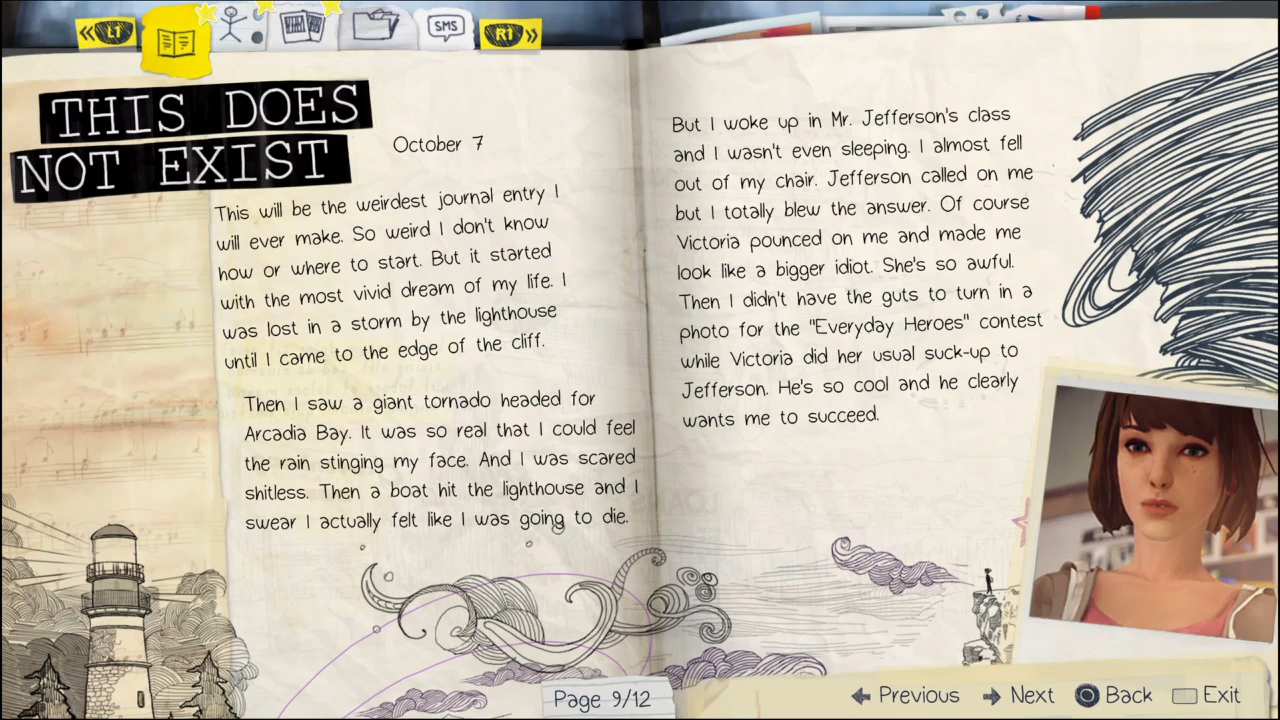 L1
SMS
R1
THIS DOES
NOT EXIST
October 7
This will be the weirdest journal entry I
will ever make. So weird I don't know
how or where to start. But it started
with the most vivid dream of my life. I
was lost in a storm by the lighthouse
until I came to the edge of the cliff.
Then I saw a giant tornado headed for
Arcadia Bay. It was so real that I could feel
the rain stinging my face. And I was scared
shitless. Then a boat hit the lighthouse and I
swear I actually felt like I was going to die.
But I woke up in Mr. Jefferson's class
and I wasn't even sleeping. I almost fell
out of my chair. Jefferson called on me
but I totally blew the answer. Of course
Victoria pounced on me and made me
look like a bigger idiot. She's so awful.
Then I didn't have the guts to turn in a
photo for the "Everyday Heroes" contest
while Victoria did her usual suck-up to
Jefferson. He's so cool and he clearly
wants me to succeed.
Page 9/12
Previous Next Back Exit